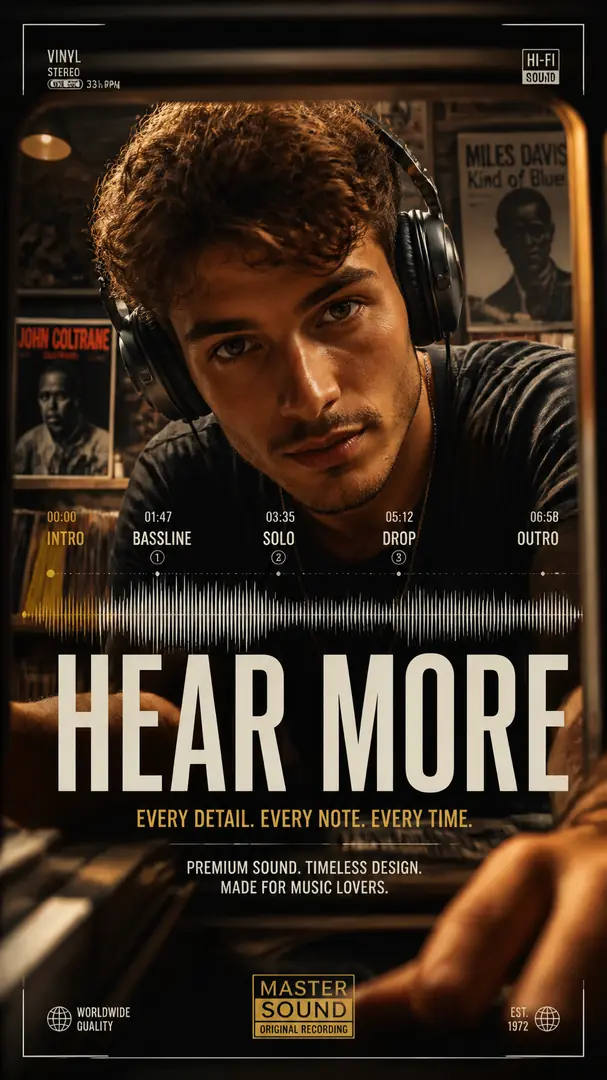 VINYL
STEREO
33⅓ RPM
HI-FI
SOUND
MILES DAVIS
Kind of Blue
JOHN COLTRANE
00:00
INTRO
01:47
BASSLINE
1
03:35
SOLO
2
05:12
DROP
3
06:58
OUTRO
HEAR MORE
EVERY DETAIL. EVERY NOTE. EVERY TIME.
PREMIUM SOUND. TIMELESS DESIGN.
MADE FOR MUSIC LOVERS.
WORLDWIDE
QUALITY
MASTER
SOUND
ORIGINAL RECORDING
EST.
1972